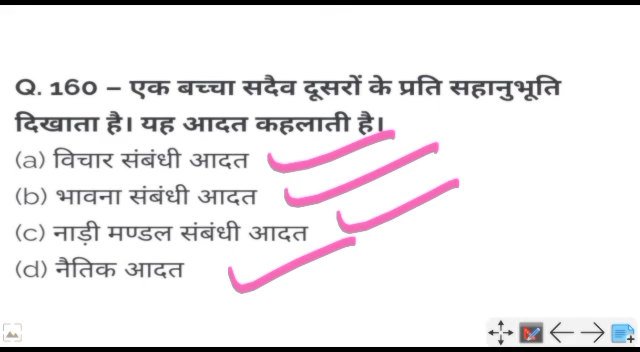 Q. 160 – एक बच्चा सदैव दूसरों के प्रति सहानुभूति
दिखाता है। यह आदत कहलाती है।
(a) विचार संबंधी आदत
(b) भावना संबंधी आदत
(c) नाड़ी मण्डल संबंधी आदत
(d) नैतिक आदत